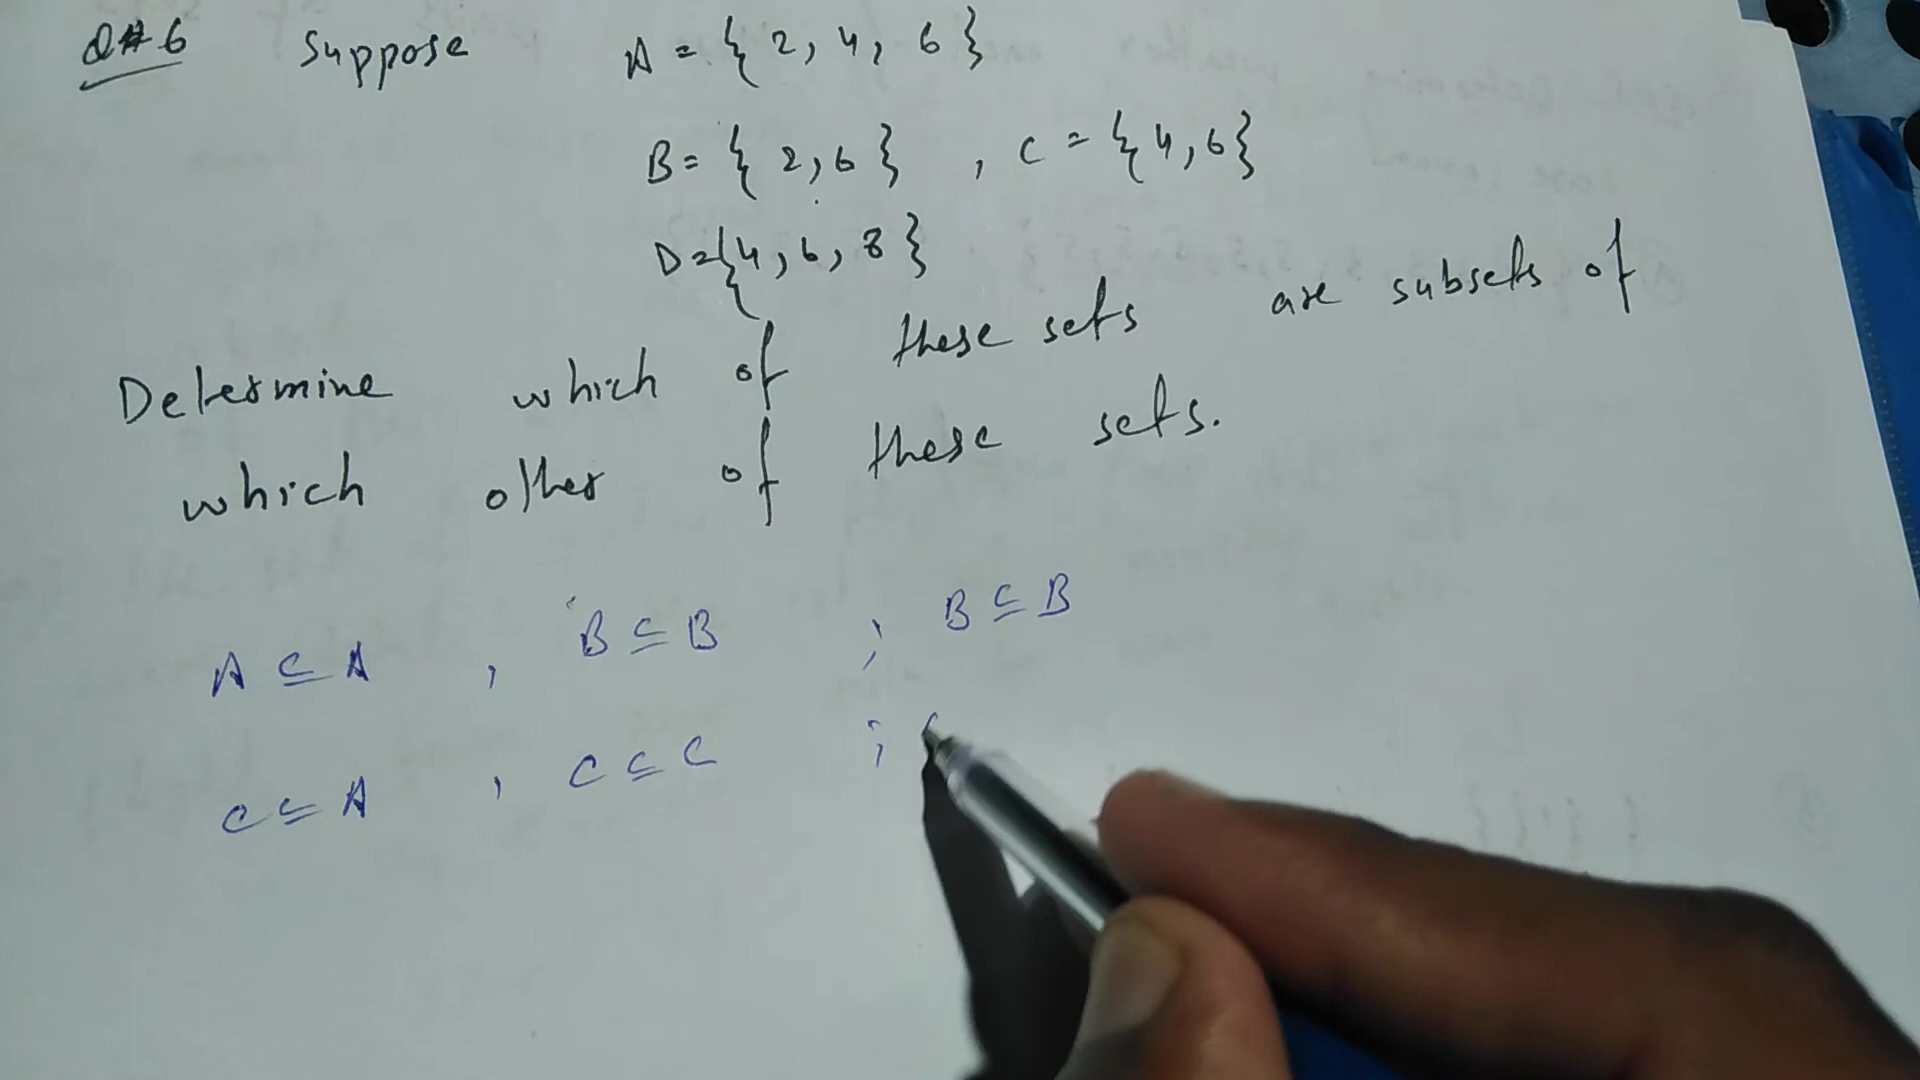 Q#6 Suppose A = { 2, 4, 6 }
B = { 2, 6 } , C = { 4, 6 }
D = { 4, 6, 8 }
Determine which of these sets are subsets of
which other of these sets.
A ⊆ A , B ⊆ B , B ⊆ B
C ⊆ A , C ⊆ C ;